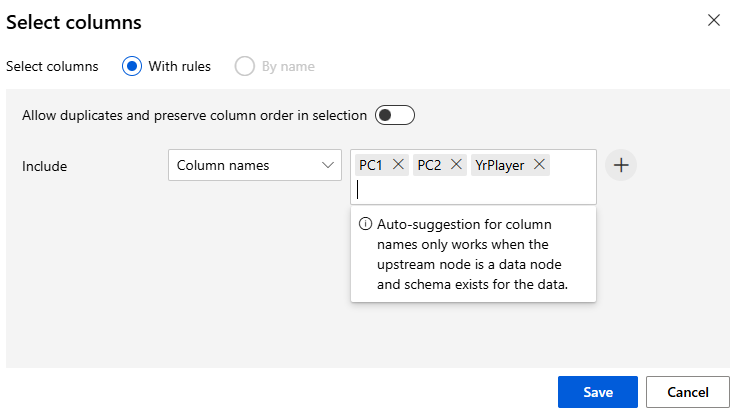 Select columns
Select columns With rules By name
Allow duplicates and preserve column order in selection
Include Column names PC1 PC2 YrPlayer
Auto-suggestion for column
names only works when the
upstream node is a data node
and schema exists for the data.
Save Cancel